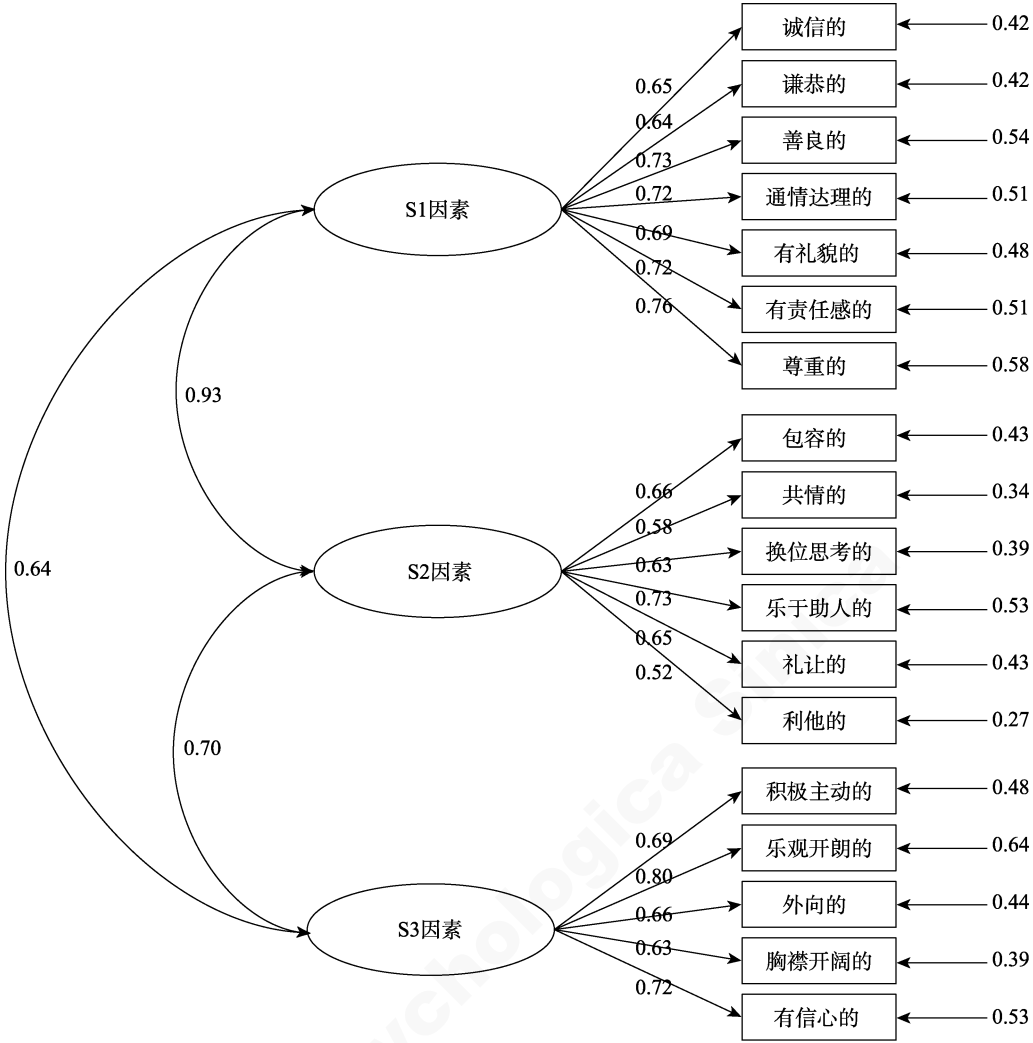 诚信的 0.42
0.65
谦恭的 0.42
0.64
善良的 0.54
0.73
通情达理的 0.51
0.72
S1因素
0.69
有礼貌的 0.48
0.72
有责任感的 0.51
0.76
尊重的 0.58
0.93
包容的 0.43
0.66
共情的 0.34
0.58
换位思考的 0.39
0.63
0.64
S2因素
0.73
乐于助人的 0.53
0.65
礼让的 0.43
0.52
利他的 0.27
0.70
积极主动的 0.48
0.69
乐观开朗的 0.64
0.80
外向的 0.44
0.66
S3因素
0.63
胸襟开阔的 0.39
0.72
有信心的 0.53
ychologica Sinica